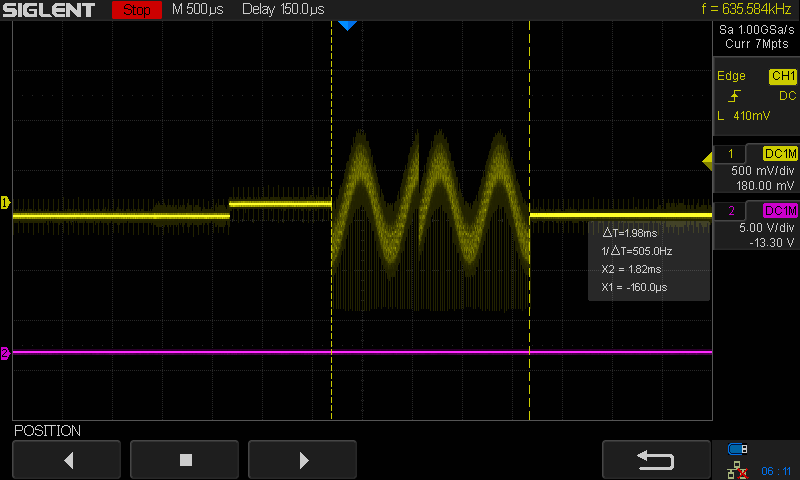 SIGLENT Stop M 500µs Delay 150.0µs f = 635.584kHz
Sa 1.00GSa/s
Curr 7Mpts
Edge CH1
DC
L 410mV
1 DC1M
500 mV/div
180.00 mV
2 DC1M
5.00 V/div
-13.30 V
1
2
△T=1.98ms
1/△T=505.0Hz
X2 = 1.82ms
X1 = -160.0µs
POSITION
06:11